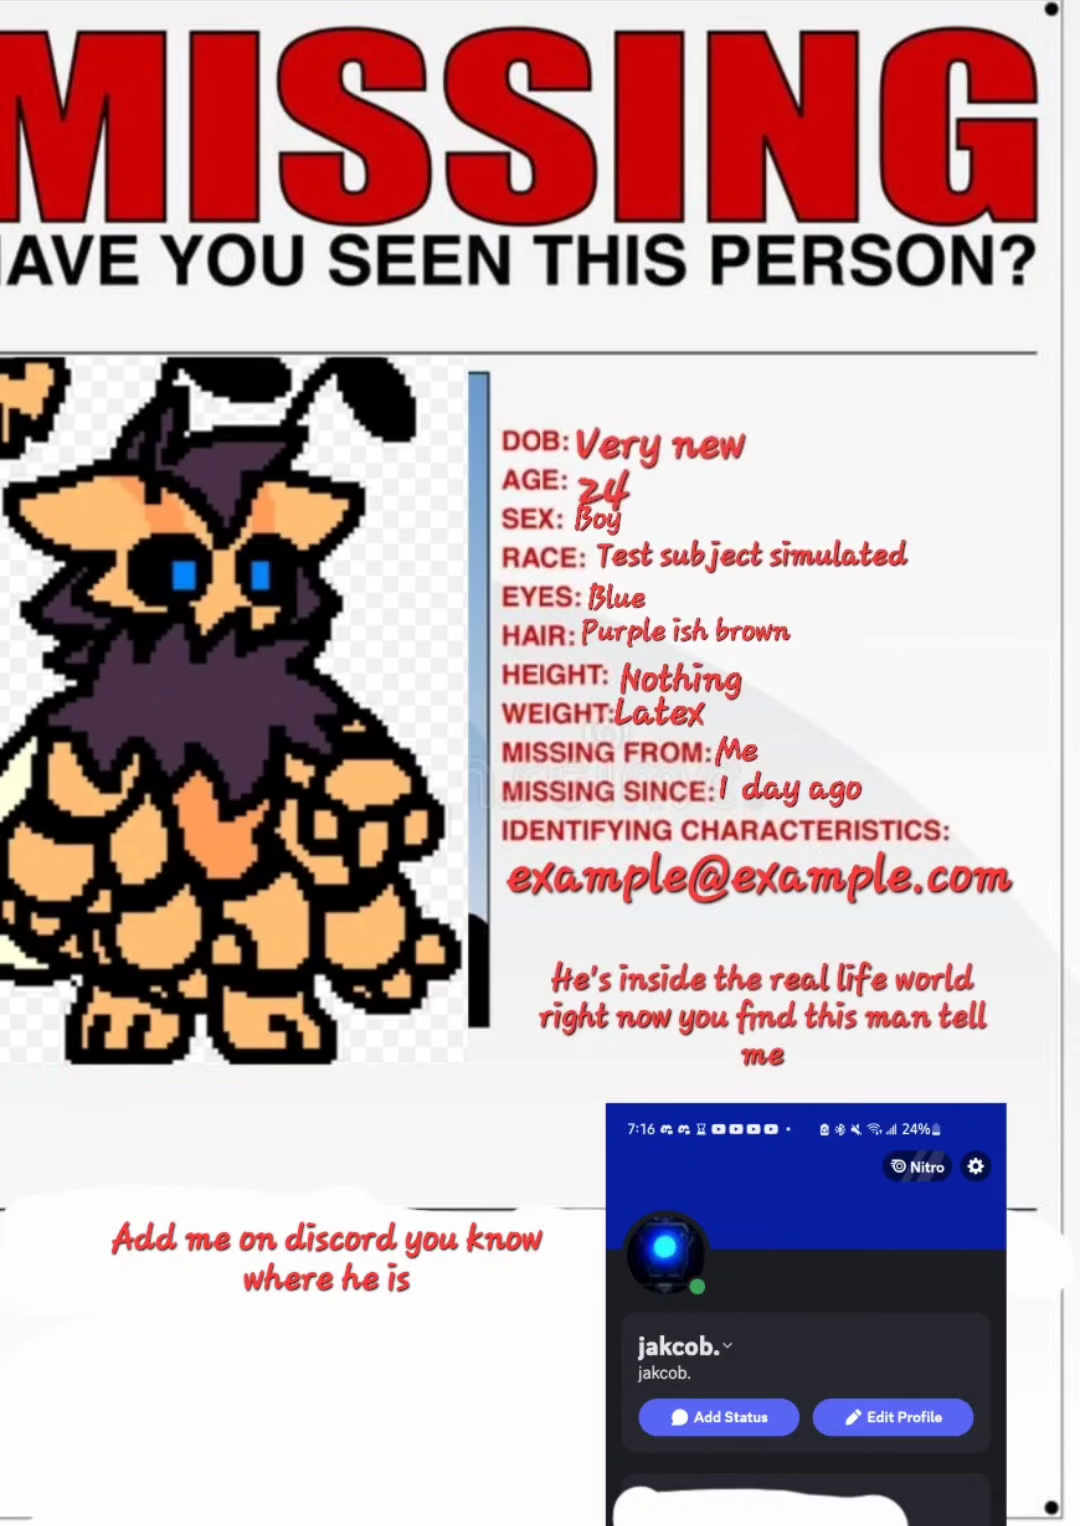 MISSING
HAVE YOU SEEN THIS PERSON?
DOB: Very new
AGE: 24
SEX: Boy
RACE: Test subject simulated
EYES: Blue
HAIR: Purple ish brown
HEIGHT: Nothing
WEIGHT: Latex
MISSING FROM: Me
MISSING SINCE: 1 day ago
IDENTIFYING CHARACTERISTICS:
example@example.com
He's inside the real life world
right now you find this man tell
me
7:16 24%
Nitro
Add me on discord you know
where he is
jakcob.
jakcob.
Add Status Edit Profile